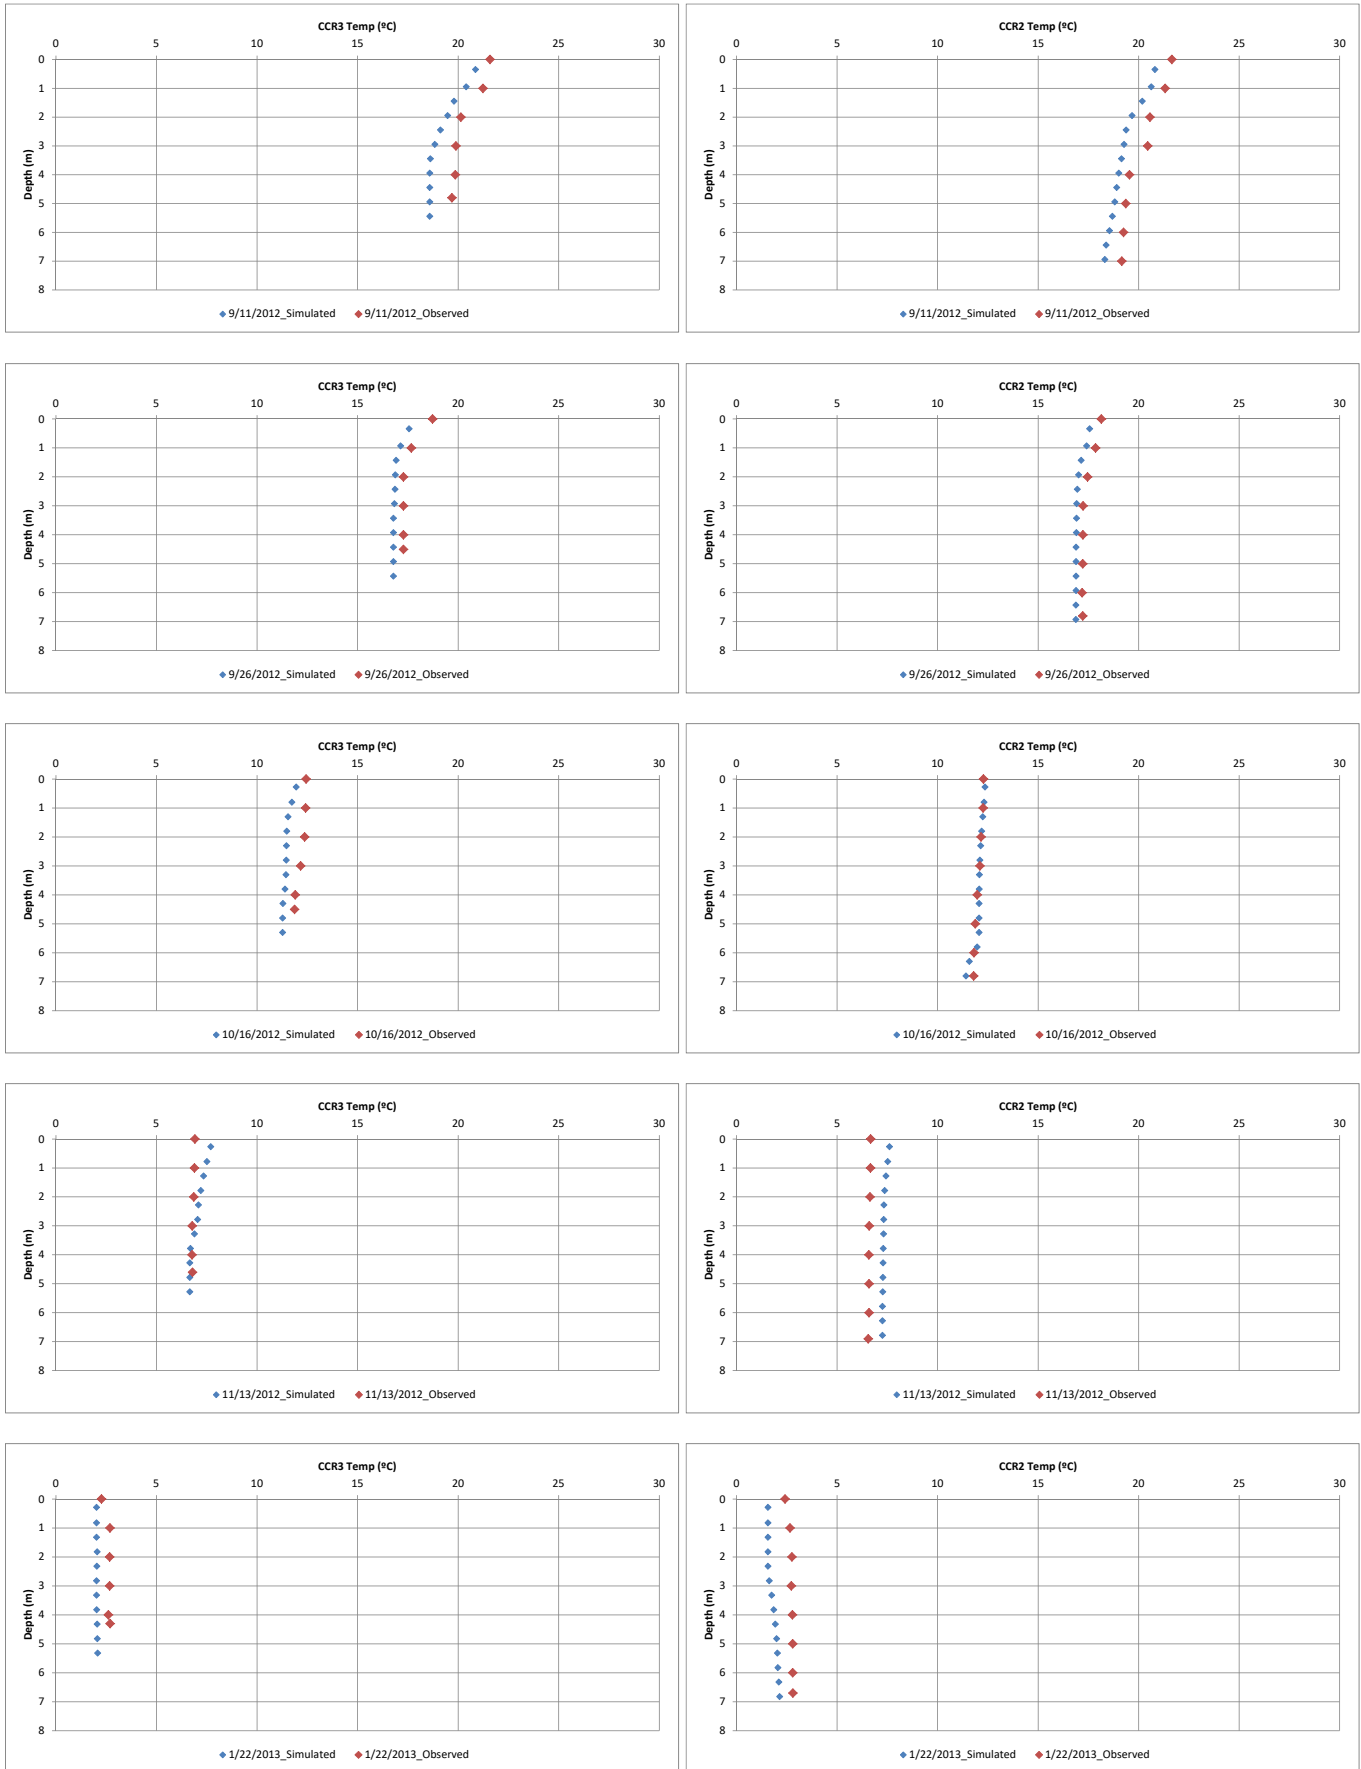 CCR3 Temp (ºC)
0 5 10 15 20 25 30
0
1
2
3
4
5
6
7
8
Depth (m)
9/11/2012_Simulated 9/11/2012_Observed
CCR2 Temp (ºC)
0 5 10 15 20 25 30
0
1
2
3
4
5
6
7
8
Depth (m)
9/11/2012_Simulated 9/11/2012_Observed
CCR3 Temp (ºC)
0 5 10 15 20 25 30
0
1
2
3
4
5
6
7
8
Depth (m)
9/26/2012_Simulated 9/26/2012_Observed
CCR2 Temp (ºC)
0 5 10 15 20 25 30
0
1
2
3
4
5
6
7
8
Depth (m)
9/26/2012_Simulated 9/26/2012_Observed
CCR3 Temp (ºC)
0 5 10 15 20 25 30
0
1
2
3
4
5
6
7
8
Depth (m)
10/16/2012_Simulated 10/16/2012_Observed
CCR2 Temp (ºC)
0 5 10 15 20 25 30
0
1
2
3
4
5
6
7
8
Depth (m)
10/16/2012_Simulated 10/16/2012_Observed
CCR3 Temp (ºC)
0 5 10 15 20 25 30
0
1
2
3
4
5
6
7
8
Depth (m)
11/13/2012_Simulated 11/13/2012_Observed
CCR2 Temp (ºC)
0 5 10 15 20 25 30
0
1
2
3
4
5
6
7
8
Depth (m)
11/13/2012_Simulated 11/13/2012_Observed
CCR3 Temp (ºC)
0 5 10 15 20 25 30
0
1
2
3
4
5
6
7
8
Depth (m)
1/22/2013_Simulated 1/22/2013_Observed
CCR2 Temp (ºC)
0 5 10 15 20 25 30
0
1
2
3
4
5
6
7
8
Depth (m)
1/22/2013_Simulated 1/22/2013_Observed